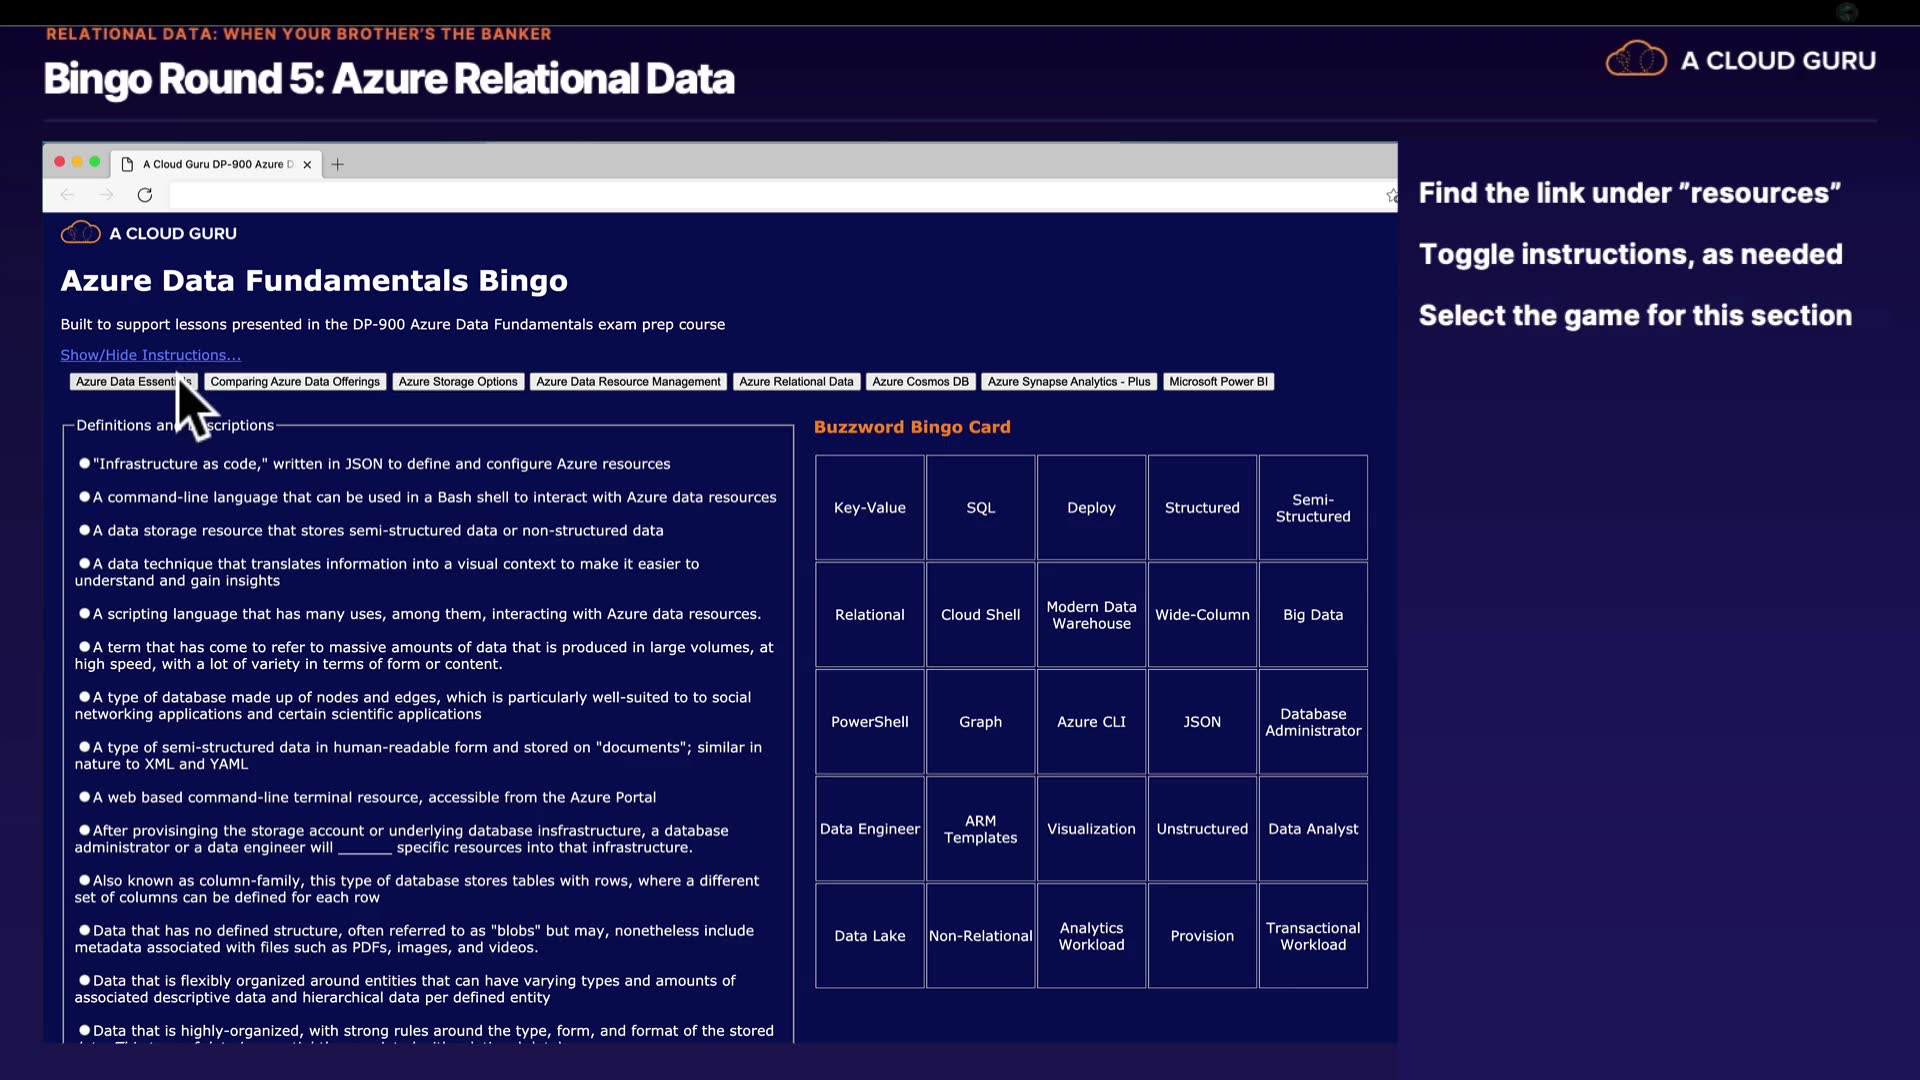 RELATIONAL DATA: WHEN YOUR BROTHER'S THE BANKER
Bingo Round 5: Azure Relational Data
A CLOUD GURU
A Cloud Guru DP-900 Azure D
Find the link under "resources"
Toggle instructions, as needed
Select the game for this section
A CLOUD GURU
Azure Data Fundamentals Bingo
Built to support lessons presented in the DP-900 Azure Data Fundamentals exam prep course
Show/Hide Instructions...
Azure Data Essentials Comparing Azure Data Offerings Azure Storage Options Azure Data Resource Management Azure Relational Data Azure Cosmos DB Azure Synapse Analytics - Plus Microsoft Power BI
Definitions and Descriptions
"Infrastructure as code," written in JSON to define and configure Azure resources
A command-line language that can be used in a Bash shell to interact with Azure data resources
A data storage resource that stores semi-structured data or non-structured data
A data technique that translates information into a visual context to make it easier to
understand and gain insights
A scripting language that has many uses, among them, interacting with Azure data resources.
A term that has come to refer to massive amounts of data that is produced in large volumes, at
high speed, with a lot of variety in terms of form or content.
A type of database made up of nodes and edges, which is particularly well-suited to to social
networking applications and certain scientific applications
A type of semi-structured data in human-readable form and stored on "documents"; similar in
nature to XML and YAML
A web based command-line terminal resource, accessible from the Azure Portal
After provisinging the storage account or underlying database insfrastructure, a database
administrator or a data engineer will _______ specific resources into that infrastructure.
Also known as column-family, this type of database stores tables with rows, where a different
set of columns can be defined for each row
Data that has no defined structure, often referred to as "blobs" but may, nonetheless include
metadata associated with files such as PDFs, images, and videos.
Data that is flexibly organized around entities that can have varying types and amounts of
associated descriptive data and hierarchical data per defined entity
Data that is highly-organized, with strong rules around the type, form, and format of the stored
Buzzword Bingo Card
Key-Value SQL Deploy Structured Semi-
Structured
Relational Cloud Shell Modern Data
Warehouse Wide-Column Big Data
PowerShell Graph Azure CLI JSON Database
Administrator
Data Engineer ARM
Templates Visualization Unstructured Data Analyst
Data Lake Non-Relational Analytics
Workload Provision Transactional
Workload